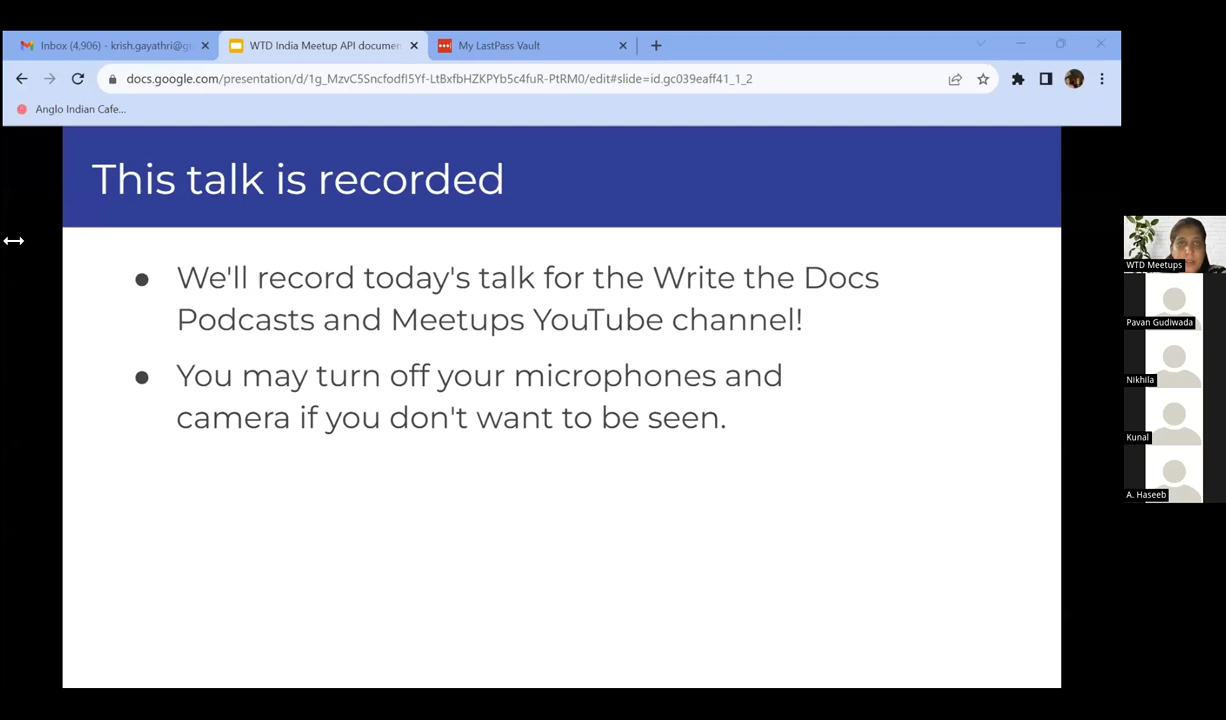 Inbox (4,906) - krish.gayathri@g
WTD India Meetup API documen
My LastPass Vault
docs.google.com/presentation/d/1g_MzvC5SncfodfI5Yf-LtBxfbHZKPYb5c4fuR-PtRM0/edit#slide=id.gc039eaff41_1_2
Anglo Indian Cafe...
This talk is recorded
● We'll record today's talk for the Write the Docs
Podcasts and Meetups YouTube channel!
● You may turn off your microphones and
camera if you don't want to be seen.
WTD Meetups
Pavan Gudiwada
Nikhila
Kunal
A. Haseeb